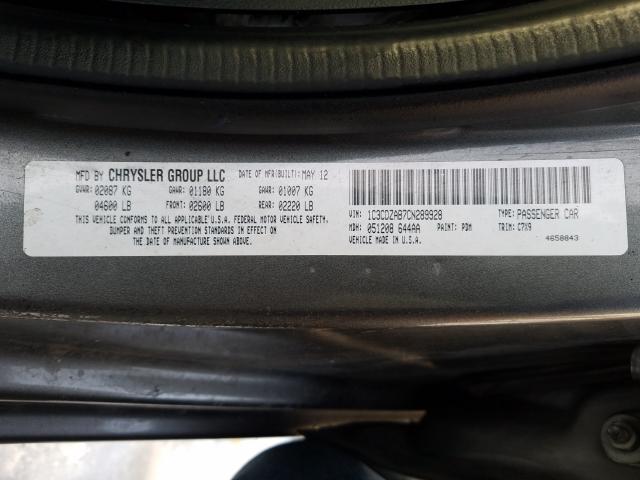 MFD BY CHRYSLER GROUP LLC DATE OF MFR(BUILT): MAY 12
GVWR: 02087 KG GAWR 01180 KG GAWR 01007 KG
04600 LB FRONT: 02600 LB REAR: 02220 LB
THIS VEHICLE CONFORMS TO ALL APPLICABLE U.S.A. FEDERAL MOTOR VEHICLE SAFETY,
BUMPER AND THEFT PREVENTION STANDARDS IN EFFECT ON
THE DATE OF MANUFACTURE SHOWN ABOVE.
VIN: 1C3CDZAB7CN289928 TYPE: PASSENGER CAR
MDH: 051208 644AA PAINT: PDM TRIM: C7X9
MADE IN U.S.A. 4658843